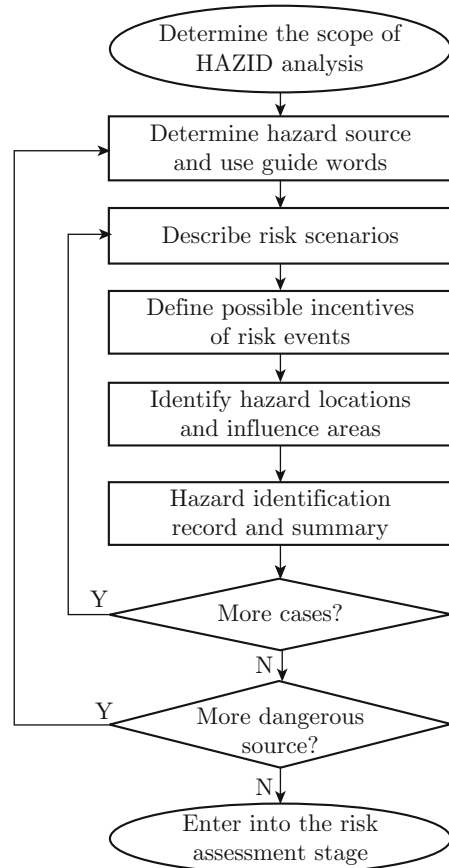 Determine the scope of
HAZID analysis
Determine hazard source
and use guide words
Describe risk scenarios
Define possible incentives
of risk events
Identify hazard locations
and influence areas
Hazard identification
record and summary
Y
More cases?
N
Y
More dangerous
source?
N
Enter into the risk
assessment stage